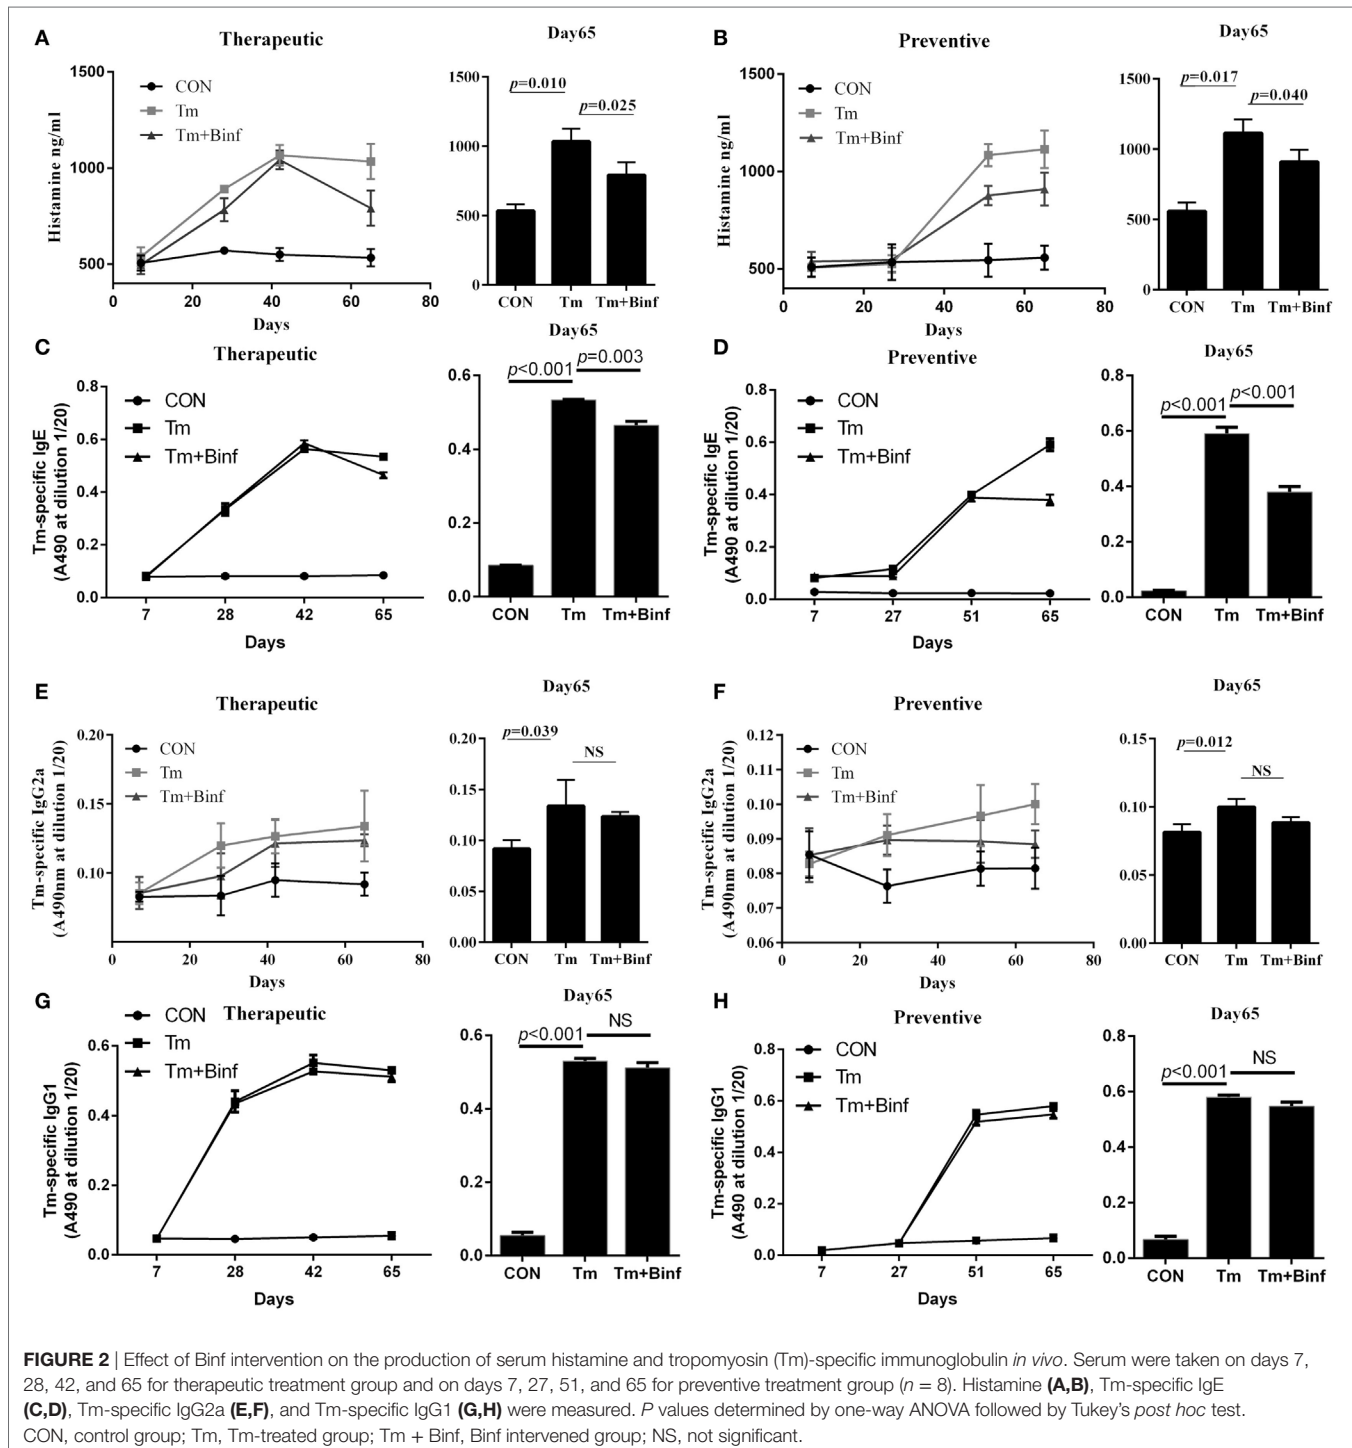 A
Therapeutic
Day65
1500
1000
500
Histamine ng/ml
CON
Tm
Tm+Binf
0 20 40 60 80
Days
1500
1000
500
0
p=0.010
p=0.025
CON Tm Tm+Binf
B
Preventive
Day65
1500
1000
500
Histamine ng/ml
CON
Tm
Tm+Binf
0 20 40 60 80
Days
1500
1000
500
0
p=0.017
p=0.040
CON Tm Tm+Binf
C
Therapeutic
Day65
0.8
0.6
0.4
0.2
0.0
Tm-specific IgE
(A490 at dilution 1/20)
CON
Tm
Tm+Binf
7 28 42 65
Days
0.6
0.4
0.2
0.0
p<0.001
p=0.003
CON Tm Tm+Binf
D
Preventive
Day65
0.8
0.6
0.4
0.2
0.0
Tm-specific IgE
(A490 at dilution 1/20)
CON
Tm
Tm+Binf
7 27 51 65
Days
0.8
0.6
0.4
0.2
0.0
p<0.001
p<0.001
CON Tm Tm+Binf
E
Therapeutic
Day65
0.20
0.15
0.10
Tm-specific IgG2a
(A490nm at dilution 1/20)
CON
Tm
Tm+Binf
0 20 40 60 80
Days
0.20
0.15
0.10
0.05
0.00
p=0.039
NS
CON Tm Tm+Binf
F
Preventive
Day65
0.12
0.11
0.10
0.09
0.08
0.07
0.06
Tm-specific IgG2a
(A490nm at dilution 1/20)
CON
Tm
Tm+Binf
0 20 40 60 80
Days
0.15
0.10
0.05
0.00
p=0.012
NS
CON Tm Tm+Binf
G
Therapeutic
Day65
0.6
0.4
0.2
0.0
Tm-specific IgG1
(A490 at dilution 1/20)
CON
Tm
Tm+Binf
7 28 42 65
Days
0.6
0.4
0.2
0.0
p<0.001
NS
CON Tm Tm+Binf
H
Preventive
Day65
0.8
0.6
0.4
0.2
0.0
Tm-specific IgG1
(A490 at dilution 1/20)
CON
Tm
Tm+Binf
7 27 51 65
Days
0.8
0.6
0.4
0.2
0.0
p<0.001
NS
CON Tm Tm+Binf
FIGURE 2 | Effect of Binf intervention on the production of serum histamine and tropomyosin (Tm)-specific immunoglobulin in vivo. Serum were taken on days 7,
28, 42, and 65 for therapeutic treatment group and on days 7, 27, 51, and 65 for preventive treatment group (n = 8). Histamine (A,B), Tm-specific IgE
(C,D), Tm-specific IgG2a (E,F), and Tm-specific IgG1 (G,H) were measured. P values determined by one-way ANOVA followed by Tukey's post hoc test.
CON, control group; Tm, Tm-treated group; Tm + Binf, Binf intervened group; NS, not significant.